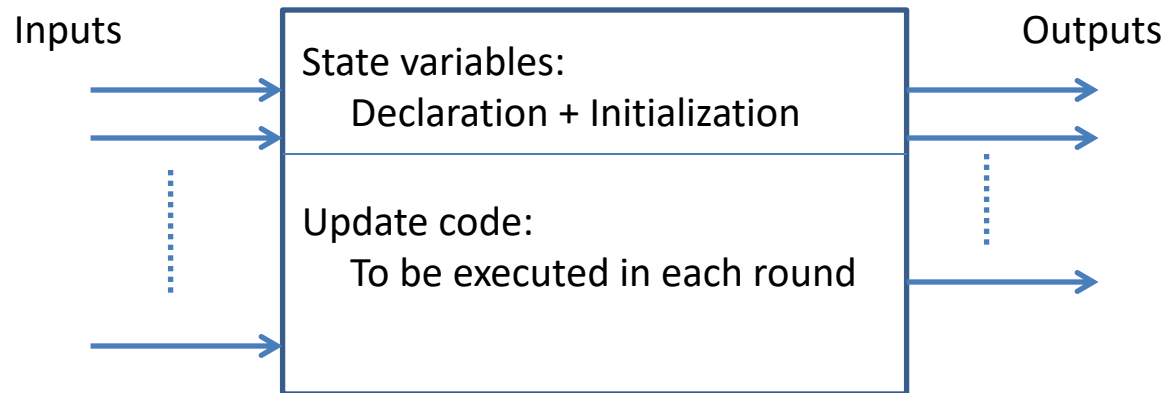 Inputs
Outputs
State variables:
Declaration + Initialization
Update code:
To be executed in each round